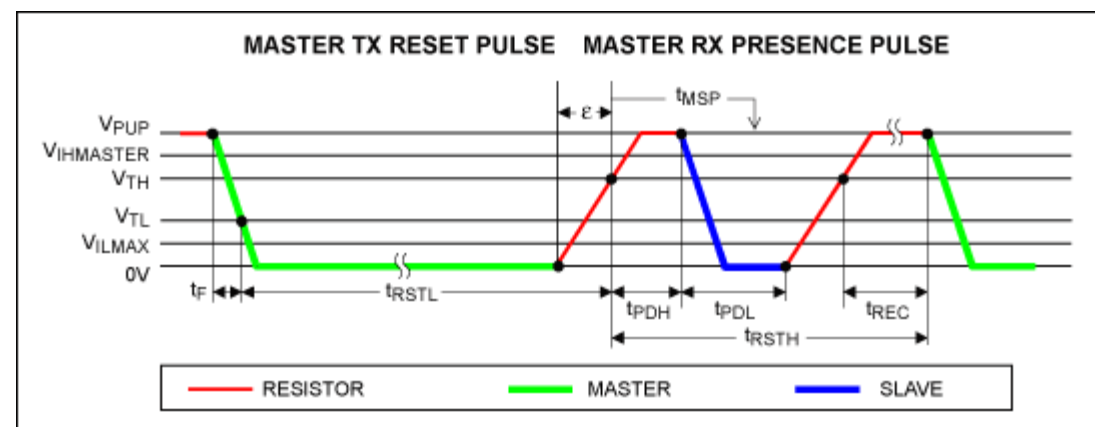 MASTER TX RESET PULSE MASTER RX PRESENCE PULSE
ε
tMSP
VPUP
VIHMASTER
VTH
VTL
VILMAX
0V
tF
tRSTL
tPDH
tPDL
tREC
tRSTH
RESISTOR MASTER SLAVE